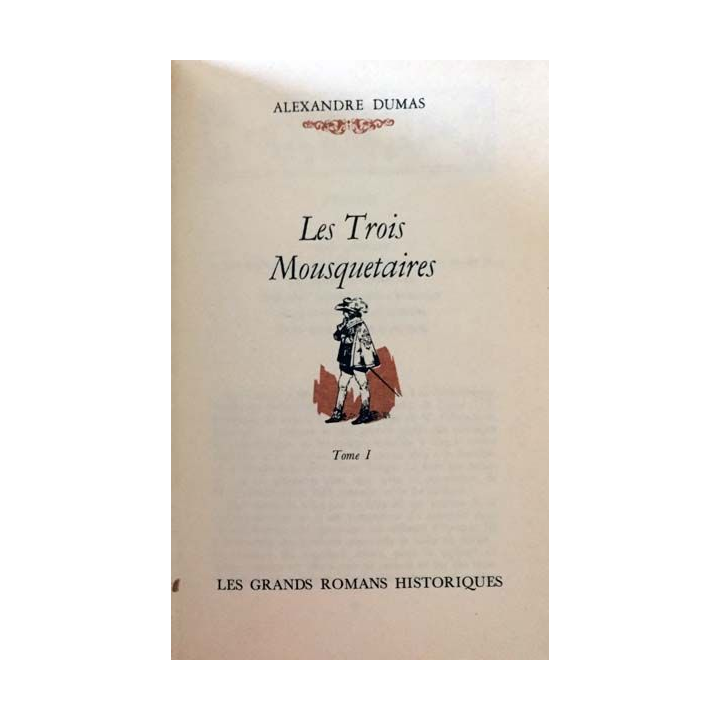 ALEXANDRE DUMAS
Les Trois
Mousquetaires
Tome I
LES GRANDS ROMANS HISTORIQUES